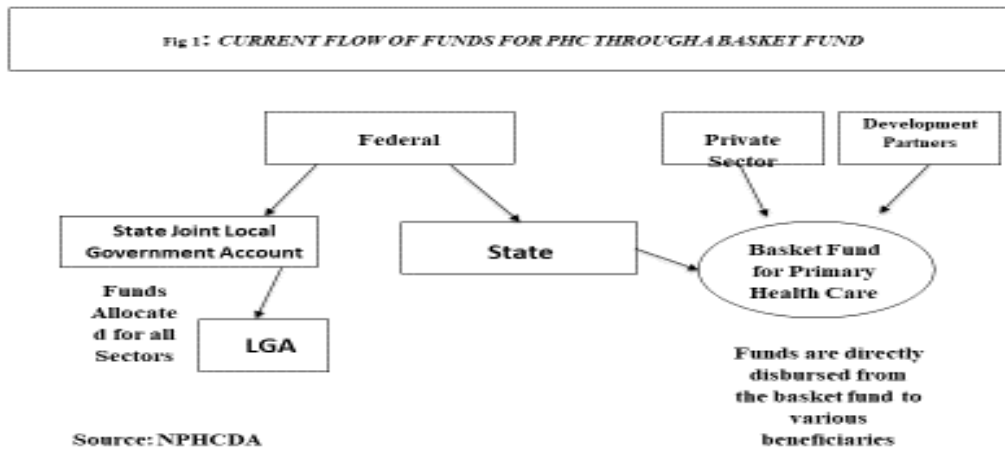 Fig 1: CURRENT FLOW OF FUNDS FOR PHC THROUGH A BASKET FUND
Federal
Private
Sector
Development
Partners
State Joint Local
Government Account
State
Basket Fund
for Primary
Health Care
Funds
Allocate
d for all
Sectors
LGA
Funds are directly
disbursed from
the basket fund to
various
beneficiaries
Source: NPHCDA